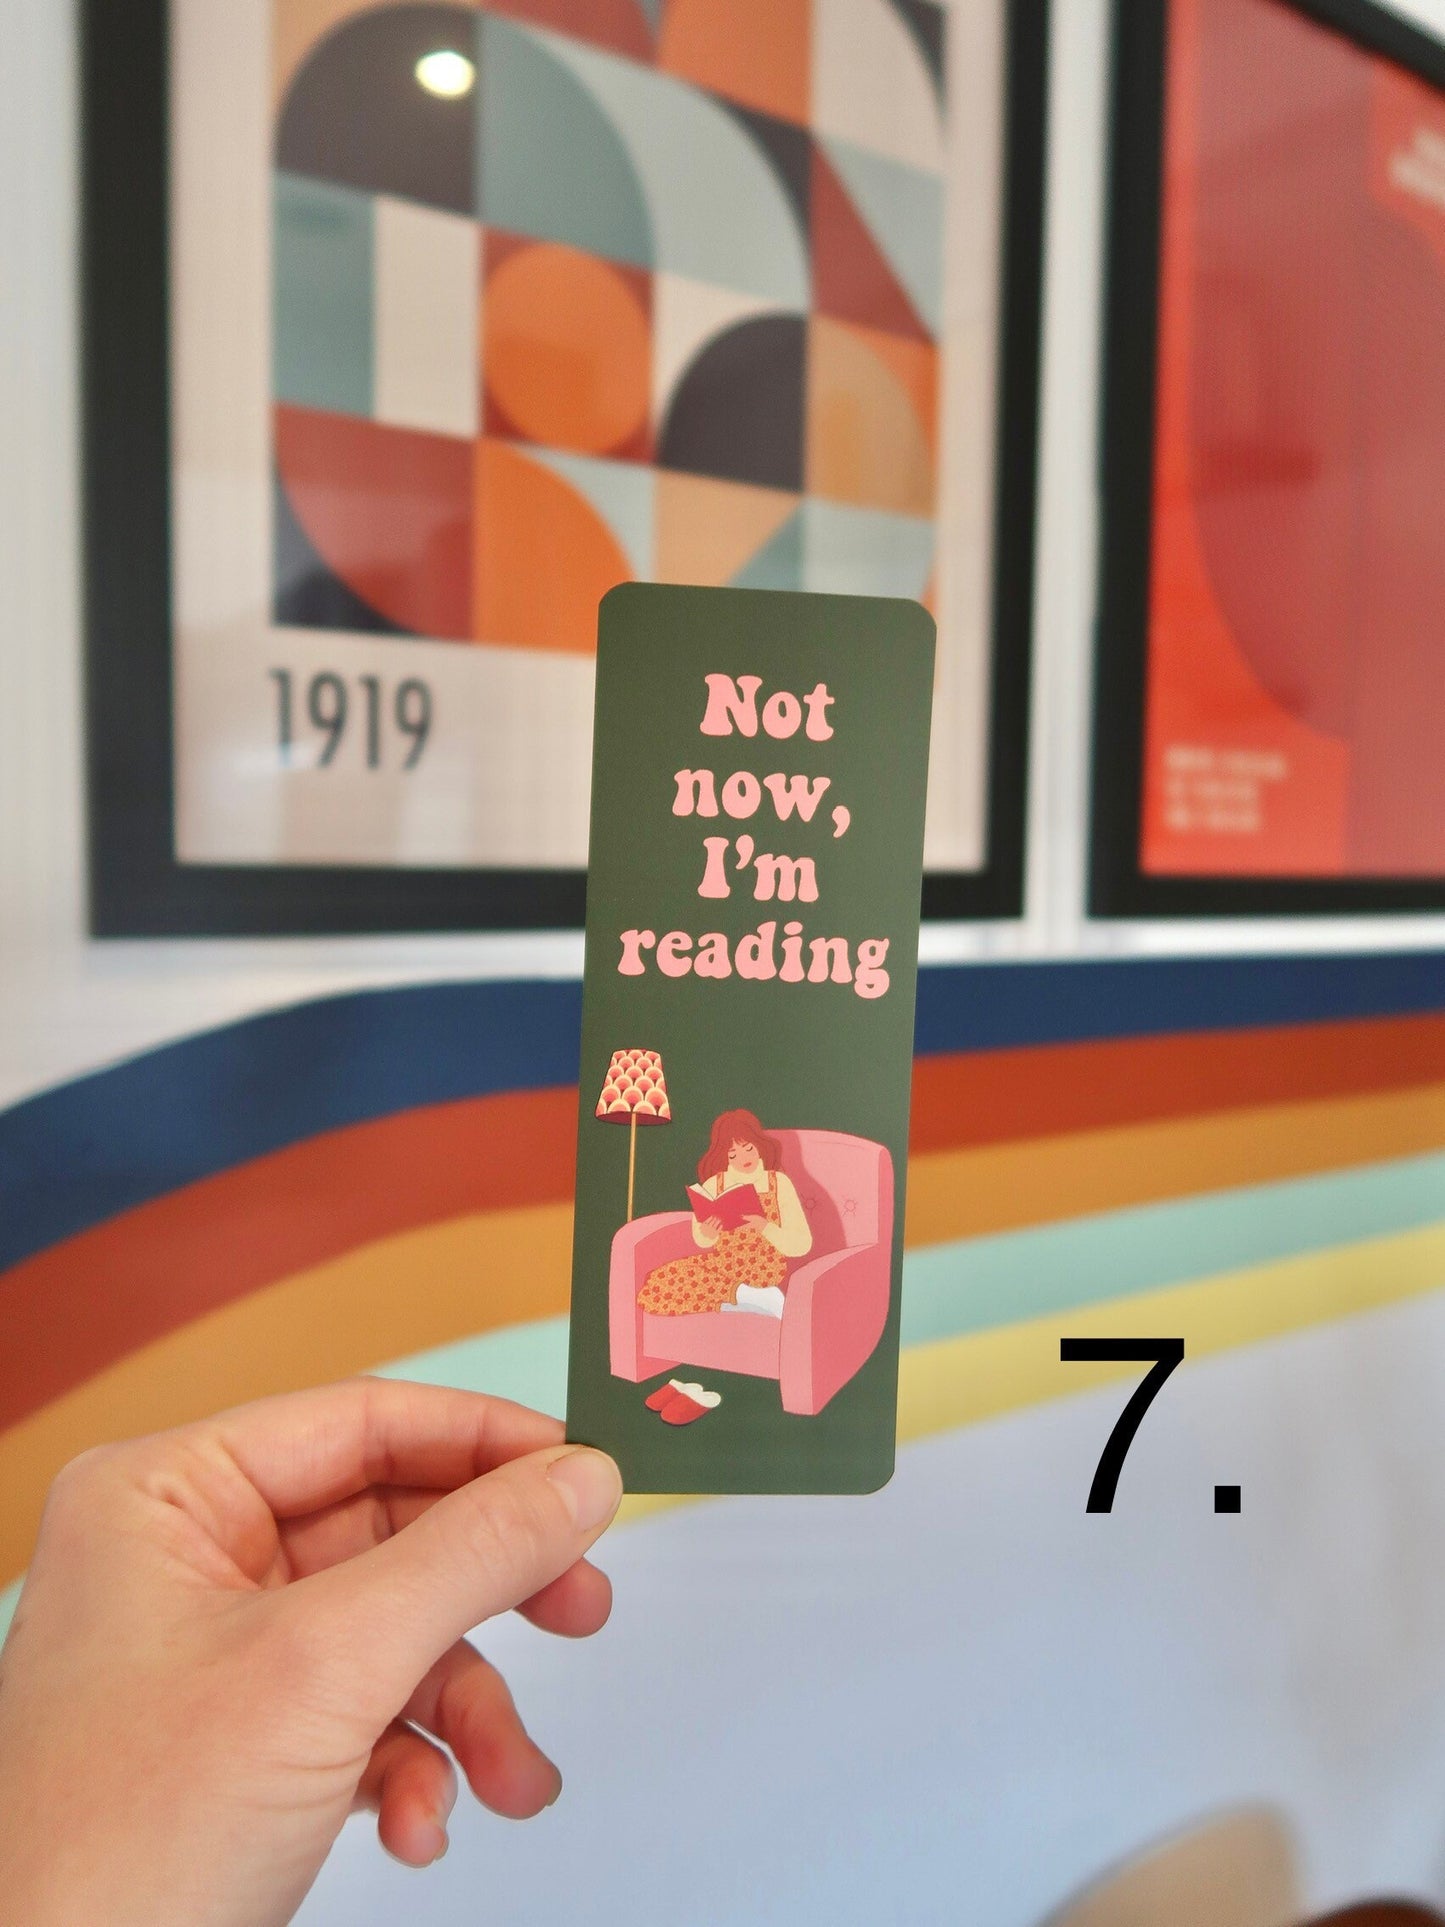 1919
Not
now,
I'm
reading
7.